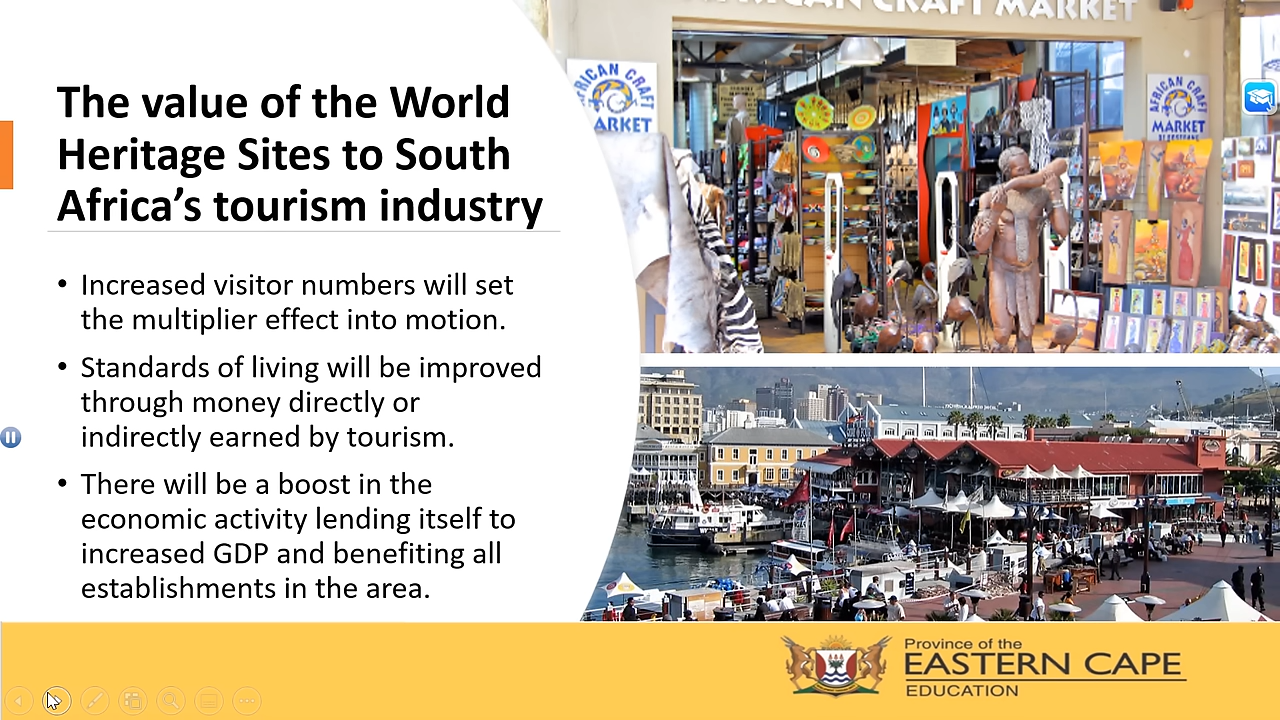 The value of the World
Heritage Sites to South
Africa's tourism industry
• Increased visitor numbers will set
the multiplier effect into motion.
• Standards of living will be improved
through money directly or
indirectly earned by tourism.
• There will be a boost in the
economic activity lending itself to
increased GDP and benefiting all
establishments in the area.
AFRICAN CRAFT MARKET
AFRICAN CRAFT
MARKET
AFRICAN CRAFT
MARKET
Province of the
EASTERN CAPE
EDUCATION